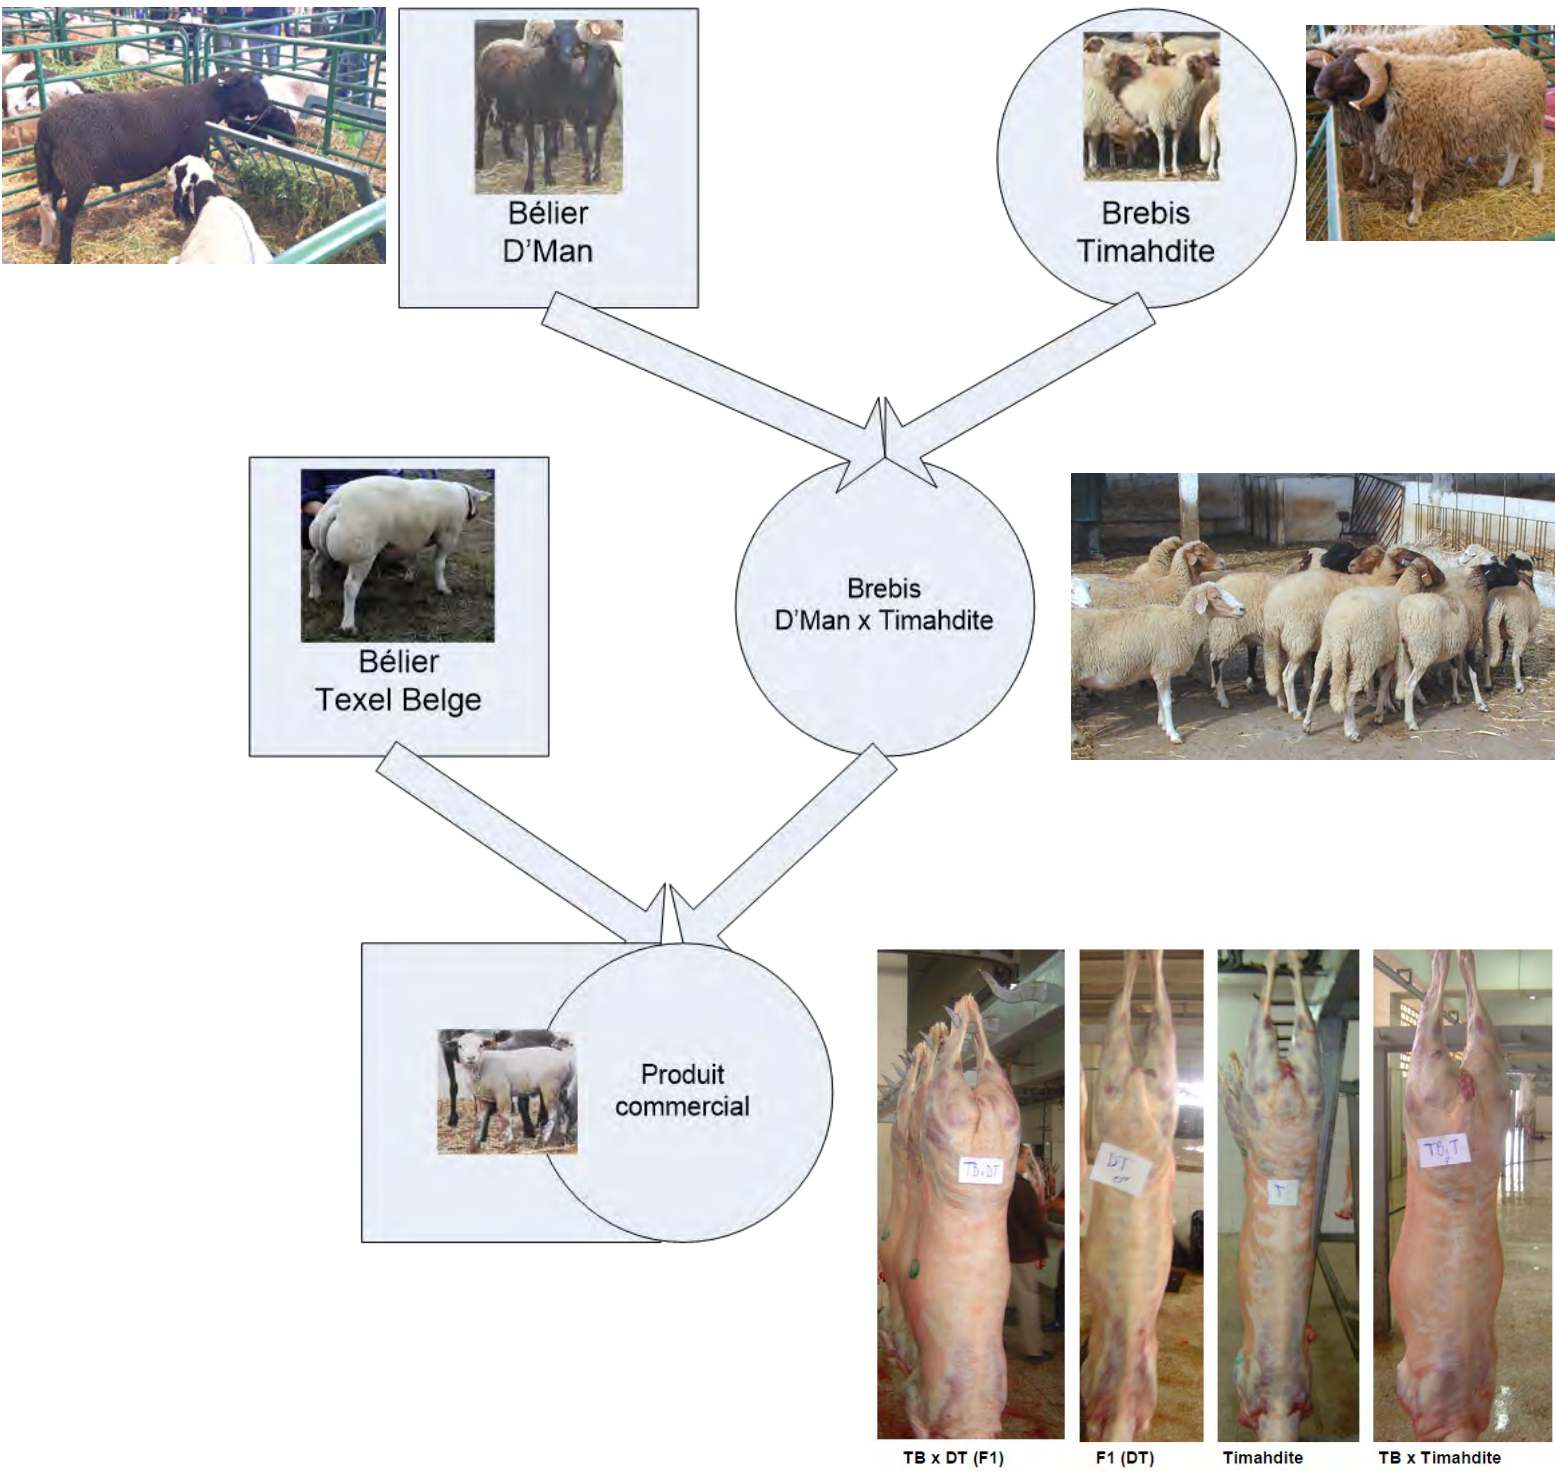 Bélier
D'Man
Brebis
Timahdite
Bélier
Texel Belge
Brebis
D'Man x Timahdite
Produit
commercial
TB x DT
DT
T
TB x T
TB x DT (F1)
F1 (DT)
Timahdite
TB x Timahdite